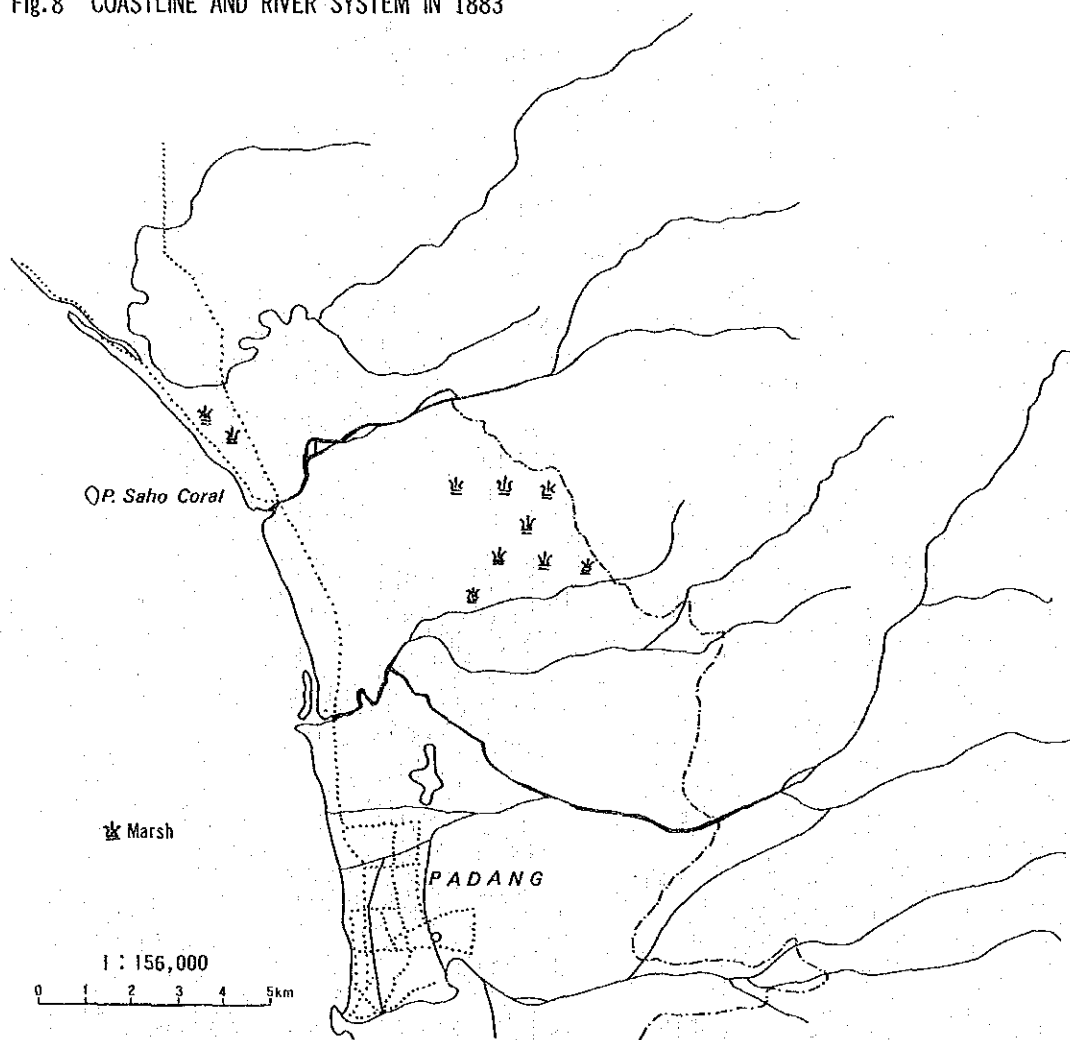 Fig.8 COASTLINE AND RIVER SYSTEM IN 1883
P. Saho Coral
Marsh
PADANG
1 : 156,000
0 1 2 3 4 5km